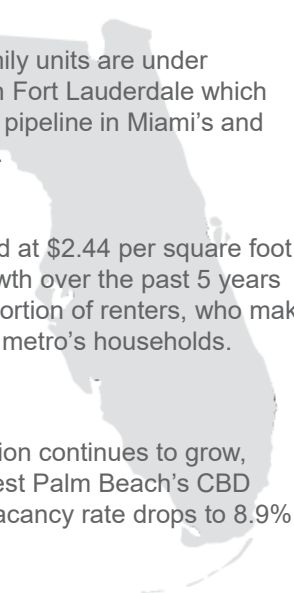 nily units are under
n Fort Lauderdale which
pipeline in Miami's and
d at $2.44 per square foot
wth over the past 5 years
ortion of renters, who mak
metro's households.
ion continues to grow,
est Palm Beach's CBD
acancy rate drops to 8.9%